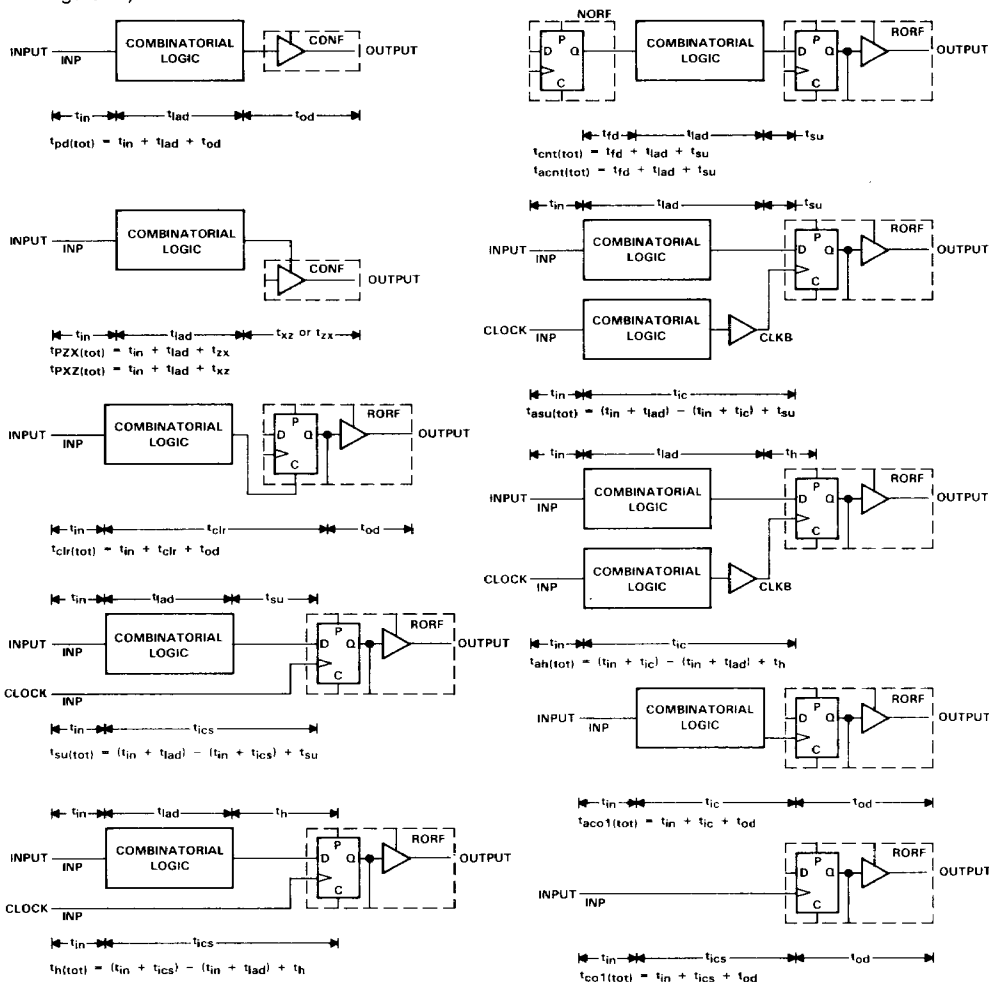 INPUT INP COMBINATORIAL LOGIC CONF OUTPUT
tin tlad tod
tpd(tot) = tin + tlad + tod
INPUT INP COMBINATORIAL LOGIC CONF OUTPUT
tin tlad txz or tzx
tPZX(tot) = tin + tlad + tzx
tPXZ(tot) = tin + tlad + txz
INPUT INP COMBINATORIAL LOGIC D P Q C RORF OUTPUT
tin tclr tod
tclr(tot) = tin + tclr + tod
tin tlad tsu
INPUT INP COMBINATORIAL LOGIC D P Q C RORF OUTPUT
CLOCK INP
tin tics
tsu(tot) = (tin + tlad) − (tin + tics) + tsu
tin tlad th
INPUT INP COMBINATORIAL LOGIC D P Q C RORF OUTPUT
CLOCK INP
tin tics
th(tot) = (tin + tics) − (tin + tlad) + th
NORF D P Q C COMBINATORIAL LOGIC D P Q C RORF OUTPUT
tfd tlad tsu
tcnt(tot) = tfd + tlad + tsu
tacnt(tot) = tfd + tlad + tsu
tin tlad tsu
INPUT INP COMBINATORIAL LOGIC D P Q C RORF OUTPUT
CLOCK INP COMBINATORIAL LOGIC CLKB
tin tic
tasu(tot) = (tin + tlad) − (tin + tic) + tsu
tin tlad th
INPUT INP COMBINATORIAL LOGIC D P Q C RORF OUTPUT
CLOCK INP COMBINATORIAL LOGIC CLKB
tin tic
tah(tot) = (tin + tic) − (tin + tlad) + th
INPUT INP COMBINATORIAL LOGIC D P Q C RORF OUTPUT
tin tic tod
taco1(tot) = tin + tic + tod
INPUT INP D P Q C RORF OUTPUT
tin tics tod
tco1(tot) = tin + tics + tod